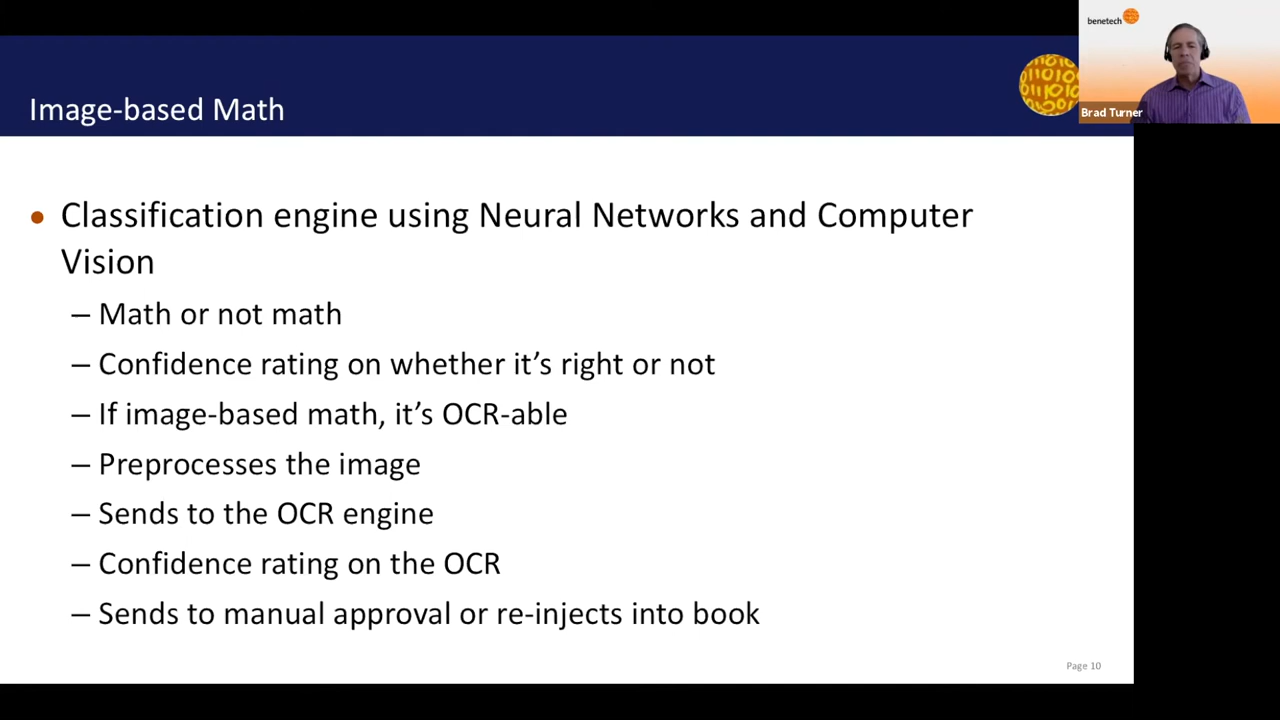 benetech
Brad Turner
Image-based Math
• Classification engine using Neural Networks and Computer
Vision
– Math or not math
– Confidence rating on whether it’s right or not
– If image-based math, it’s OCR-able
– Preprocesses the image
– Sends to the OCR engine
– Confidence rating on the OCR
– Sends to manual approval or re-injects into book
Page 10